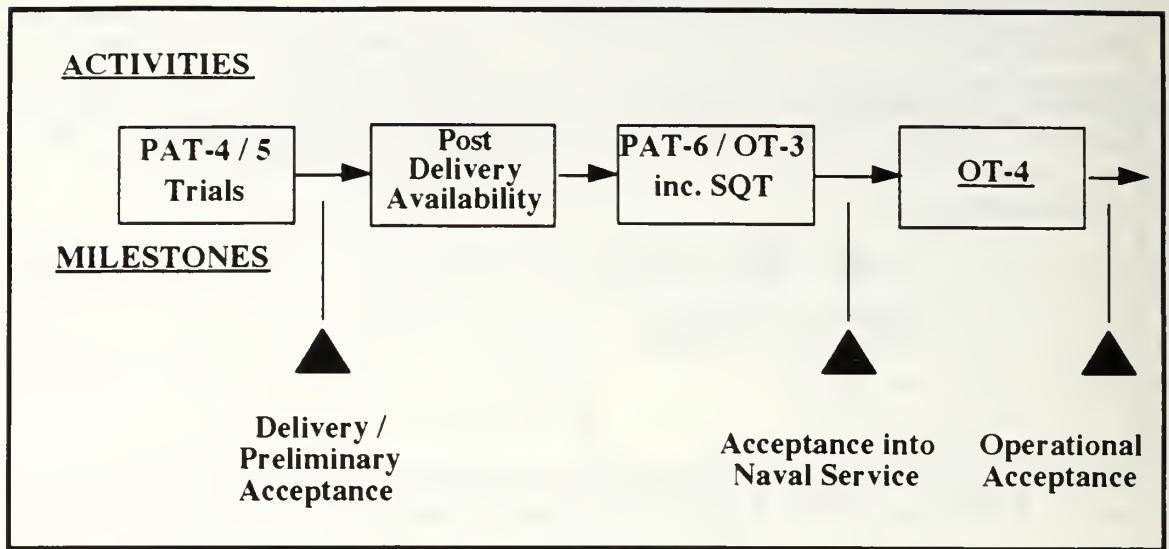 ACTIVITIES
PAT-4 / 5
Trials
Post
Delivery
Availability
PAT-6 / OT-3
inc. SQT
OT-4
MILESTONES
Delivery /
Preliminary
Acceptance
Acceptance into
Naval Service
Operational
Acceptance